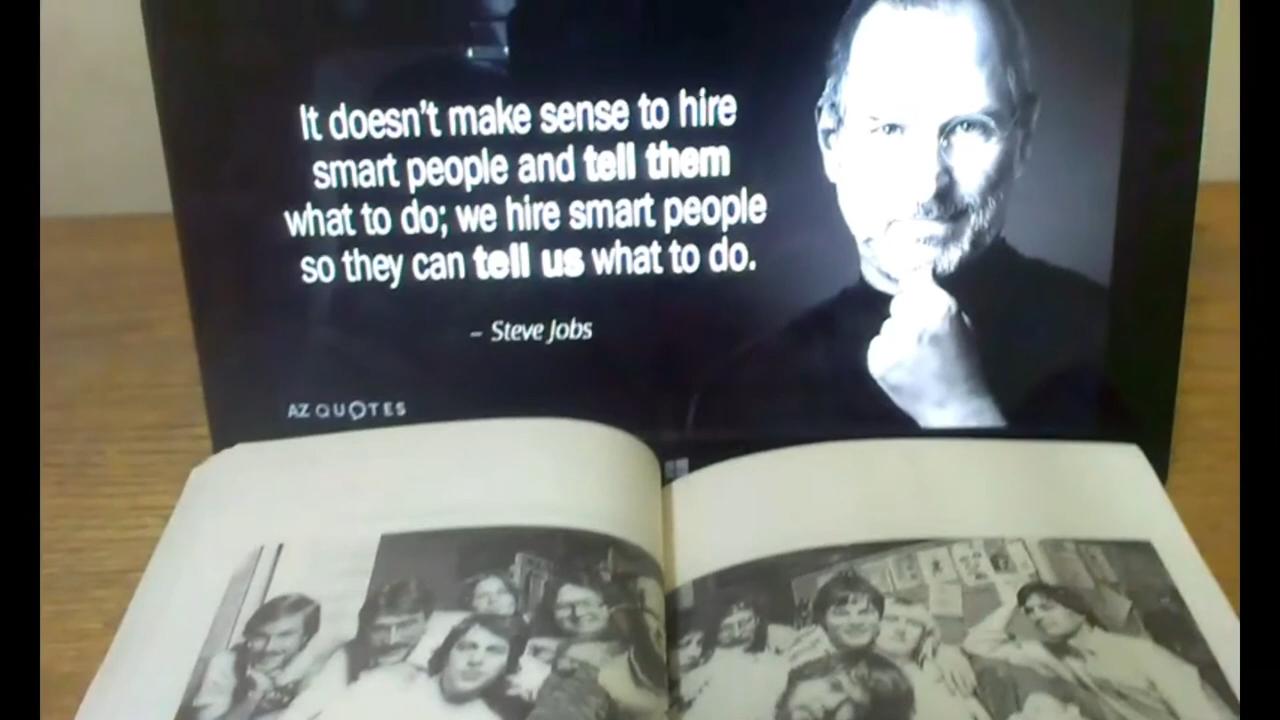 It doesn't make sense to hire
smart people and tell them
what to do; we hire smart people
so they can tell us what to do.
– Steve Jobs
AZ QUOTES